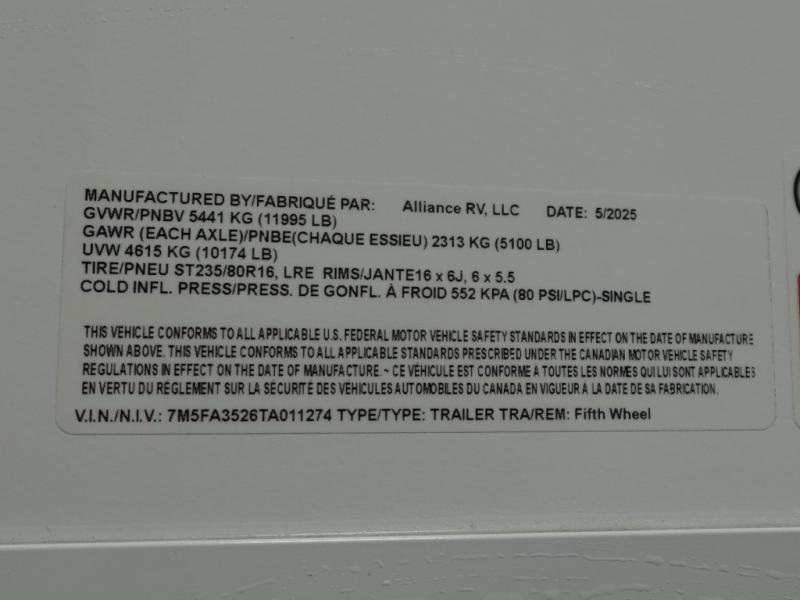 MANUFACTURED BY/FABRIQUÉ PAR: Alliance RV, LLC DATE: 5/2025
GVWR/PNBV 5441 KG (11995 LB)
GAWR (EACH AXLE)/PNBE(CHAQUE ESSIEU) 2313 KG (5100 LB)
UVW 4615 KG (10174 LB)
TIRE/PNEU ST235/80R16, LRE RIMS/JANTE16 x 6J, 6 x 5.5
COLD INFL. PRESS/PRESS. DE GONFL. À FROID 552 KPA (80 PSI/LPC)-SINGLE
THIS VEHICLE CONFORMS TO ALL APPLICABLE U.S. FEDERAL MOTOR VEHICLE SAFETY STANDARDS IN EFFECT ON THE DATE OF MANUFACTURE
SHOWN ABOVE. THIS VEHICLE CONFORMS TO ALL APPLICABLE STANDARDS PRESCRIBED UNDER THE CANADIAN MOTOR VEHICLE SAFETY
REGULATIONS IN EFFECT ON THE DATE OF MANUFACTURE. ~ CE VÉHICULE EST CONFORME À TOUTES LES NORMES QUI LUI SONT APPLICABLES
EN VERTU DU RÈGLEMENT SUR LA SÉCURITÉ DES VÉHICULES AUTOMOBILES DU CANADA EN VIGUEUR À LA DATE DE SA FABRICATION.
V.I.N./N.I.V.: 7M5FA3526TA011274 TYPE/TYPE: TRAILER TRA/REM: Fifth Wheel